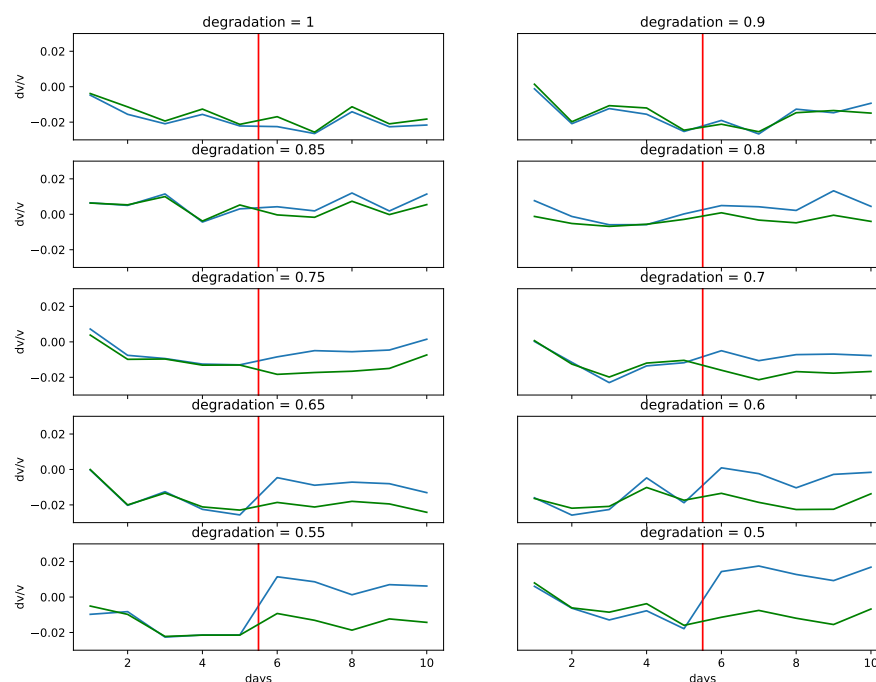 degradation = 1
degradation = 0.9
0.02
0.00
−0.02
dv/v
degradation = 0.85
degradation = 0.8
0.02
0.00
−0.02
dv/v
degradation = 0.75
degradation = 0.7
0.02
0.00
−0.02
dv/v
degradation = 0.65
degradation = 0.6
0.02
0.00
−0.02
dv/v
degradation = 0.55
degradation = 0.5
0.02
0.00
−0.02
dv/v
2 4 6 8 10
2 4 6 8 10
days
days